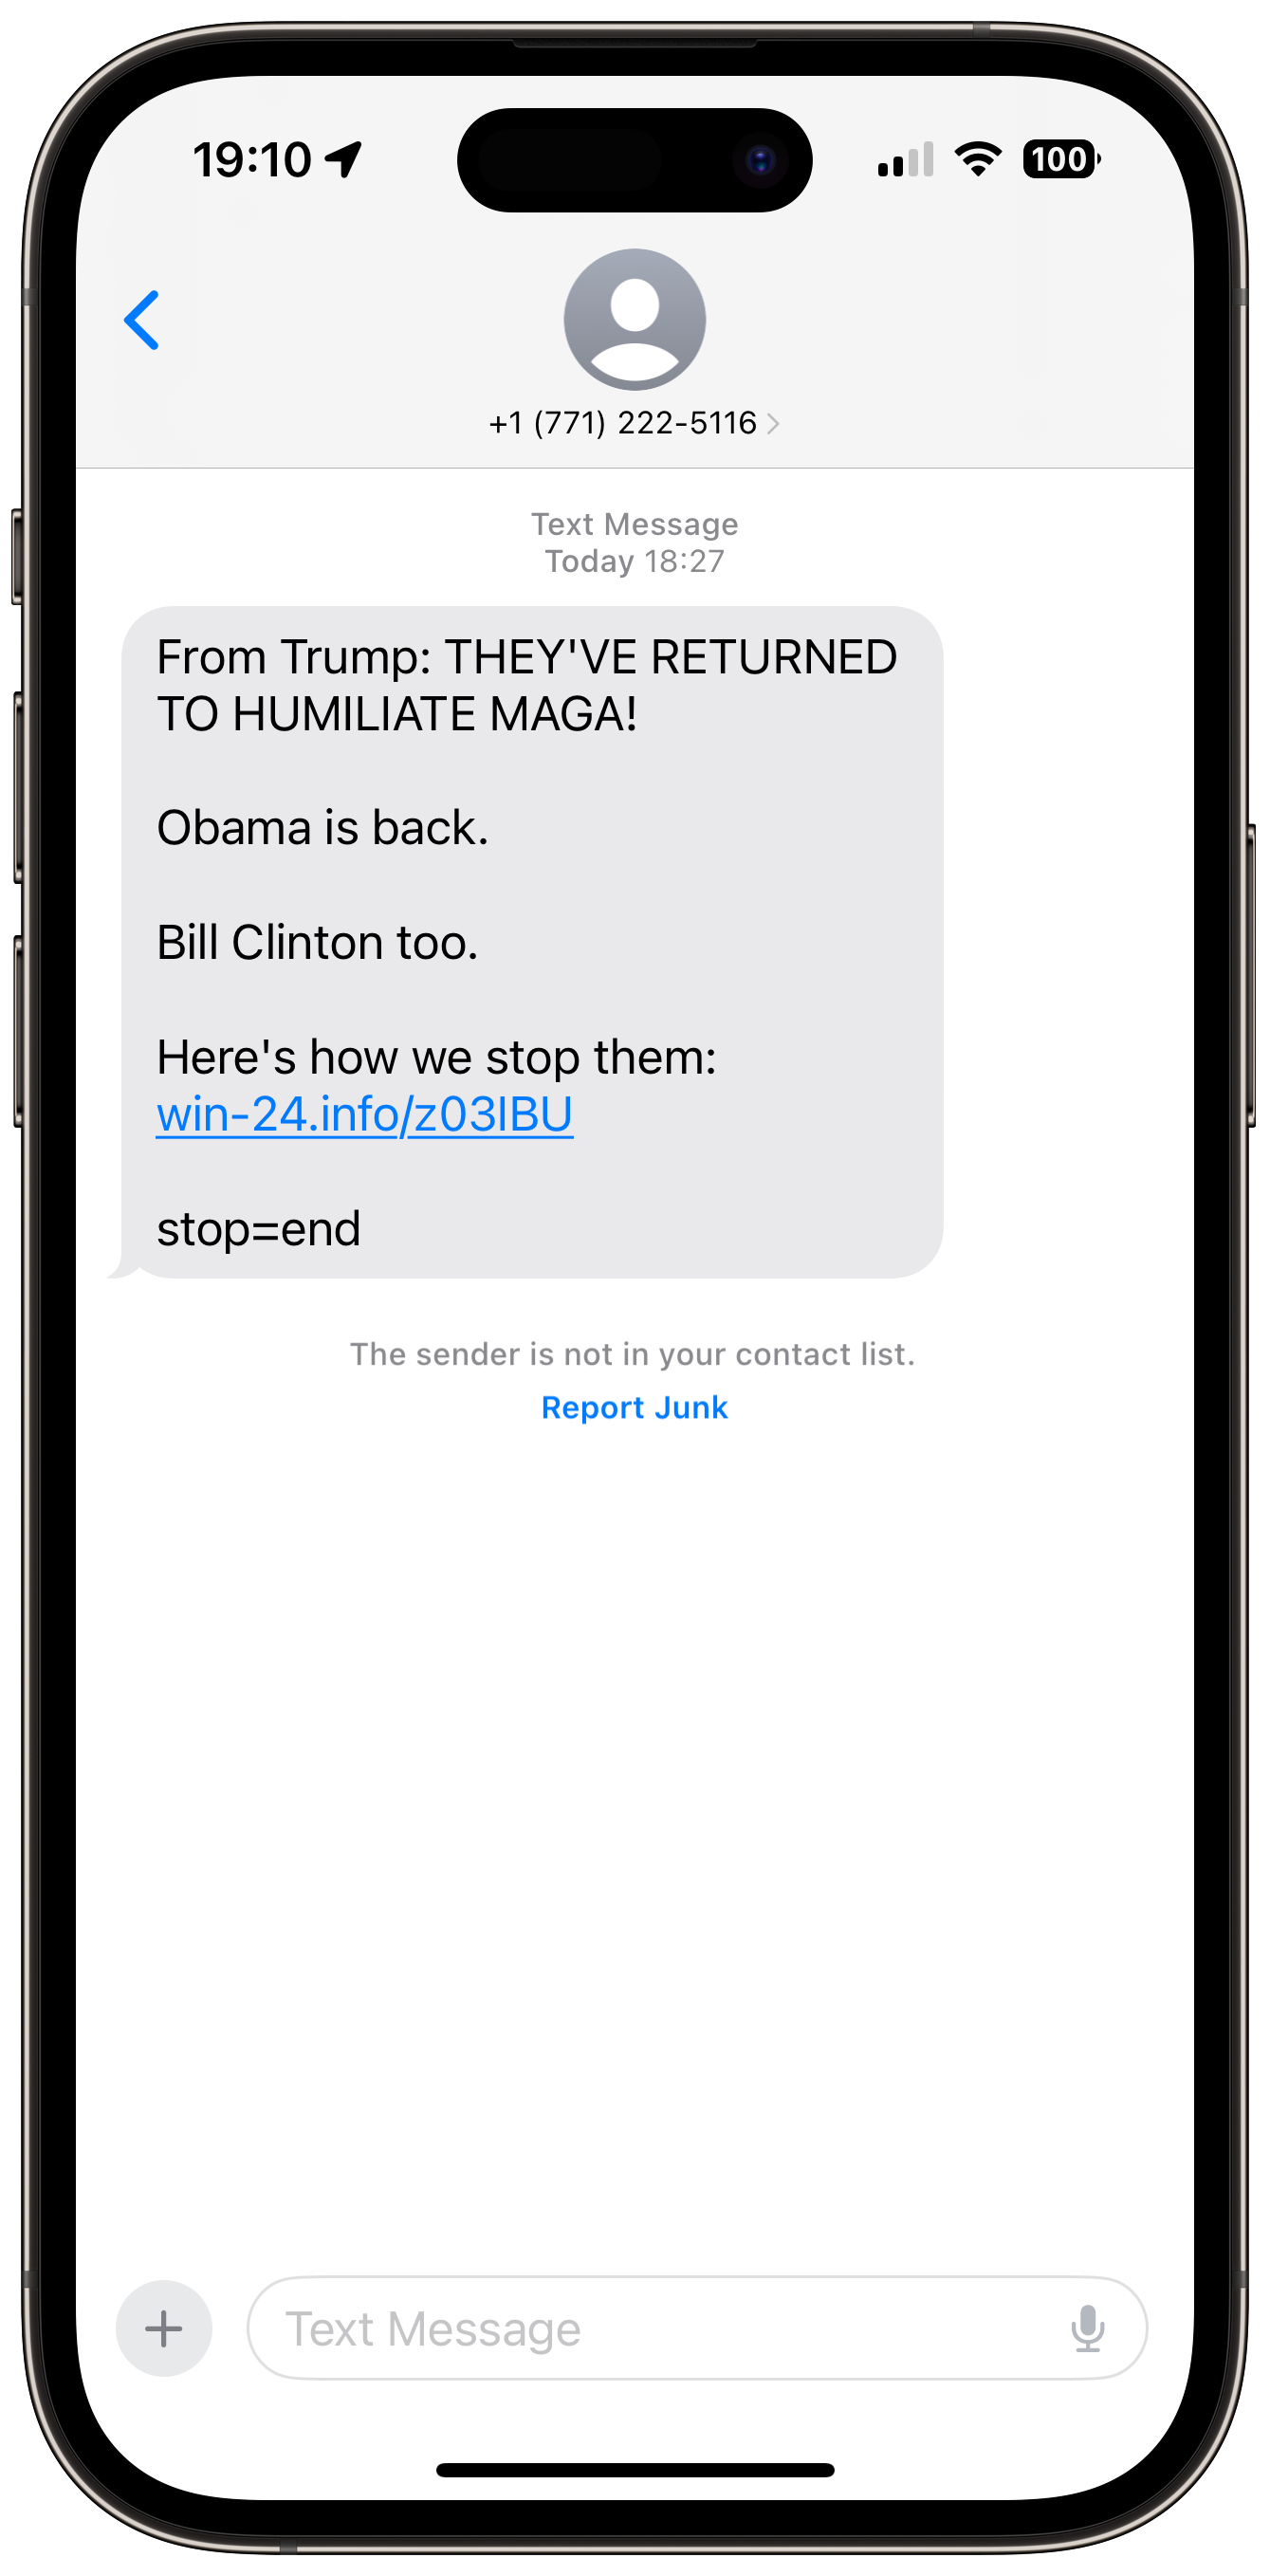 19:10
100
+1 (771) 222-5116
Text Message
Today 18:27
From Trump: THEY'VE RETURNED
TO HUMILIATE MAGA!
Obama is back.
Bill Clinton too.
Here's how we stop them:
win-24.info/z03IBU
stop=end
The sender is not in your contact list.
Report Junk
Text Message